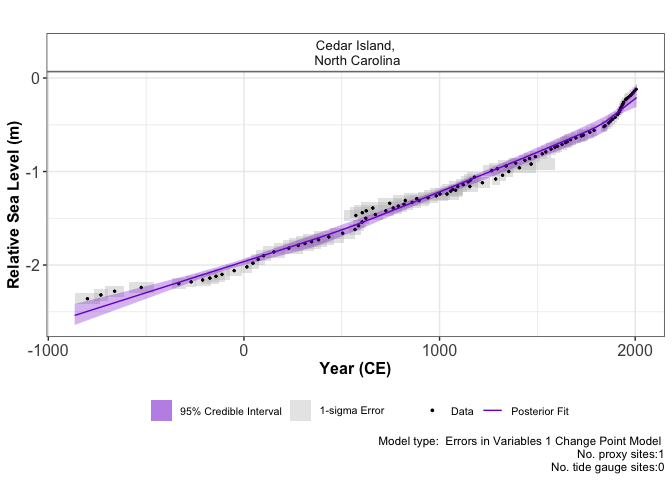 Cedar Island,
North Carolina
0
-1
-2
Relative Sea Level (m)
-1000
0
1000
2000
Year (CE)
95% Credible Interval
1-sigma Error
Data
Posterior Fit
Model type:  Errors in Variables 1 Change Point Model
No. proxy sites:1
No. tide gauge sites:0